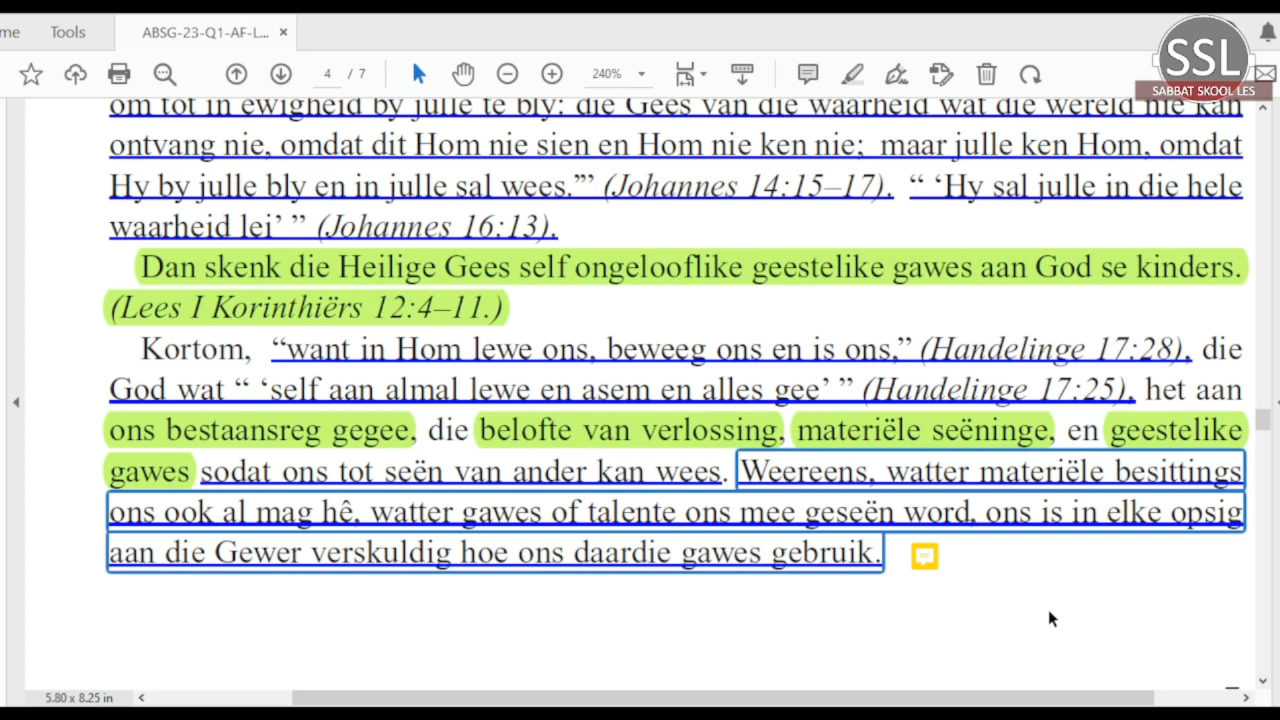 me Tools ABSG-23-Q1-AF-L... ×
4 / 7 240%
SSL
SABBAT SKOOL LES
om tot in ewigheid by julle te bly: die Gees van die waarheid wat die wêreld nie kan
ontvang nie, omdat dit Hom nie sien en Hom nie ken nie; maar julle ken Hom, omdat
Hy by julle bly en in julle sal wees.”’ (Johannes 14:15–17). “ ‘Hy sal julle in die hele
waarheid lei’ ” (Johannes 16:13).
Dan skenk die Heilige Gees self ongelooflike geestelike gawes aan God se kinders.
(Lees I Korinthiërs 12:4–11.)
Kortom, “want in Hom lewe ons, beweeg ons en is ons,” (Handelinge 17:28), die
God wat “ ‘self aan almal lewe en asem en alles gee’ ” (Handelinge 17:25), het aan
ons bestaansreg gegee, die belofte van verlossing, materiële seëninge, en geestelike
gawes sodat ons tot seën van ander kan wees. Weereens, watter materiële besittings
ons ook al mag hê, watter gawes of talente ons mee geseën word, ons is in elke opsig
aan die Gewer verskuldig hoe ons daardie gawes gebruik.
5.80 x 8.25 in